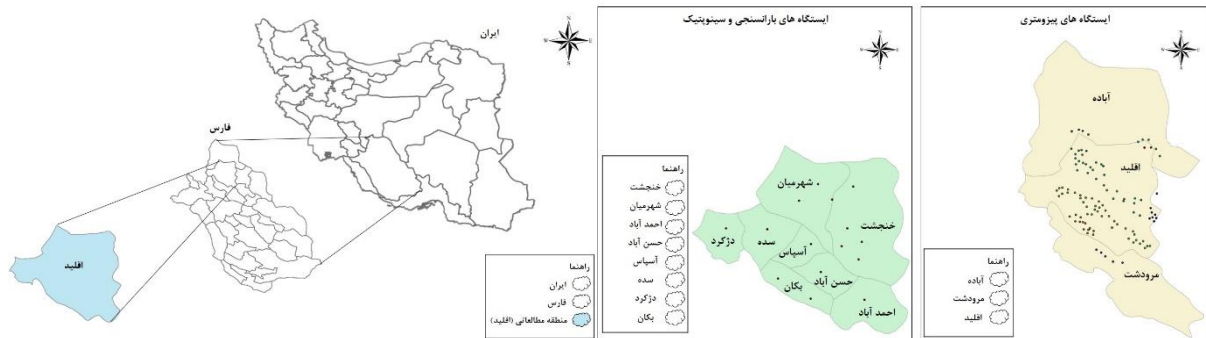 ایران
فارس
اقلید
راهنما
ایران
فارس
منطقه مطالعاتی (اقلید)
ایستگاه های بارانسنجی و سینوپتیک
شهرمیان
خنجشت
دژکرد
سده
آسپاس
حسن آباد
بکان
احمد آباد
راهنما
خنجشت
شهرمیان
احمد آباد
حسن آباد
آسپاس
سده
دژکرد
بکان
ایستگاه های پیزومتری
آباده
اقلید
مرودشت
راهنما
آباده
مرودشت
اقلید